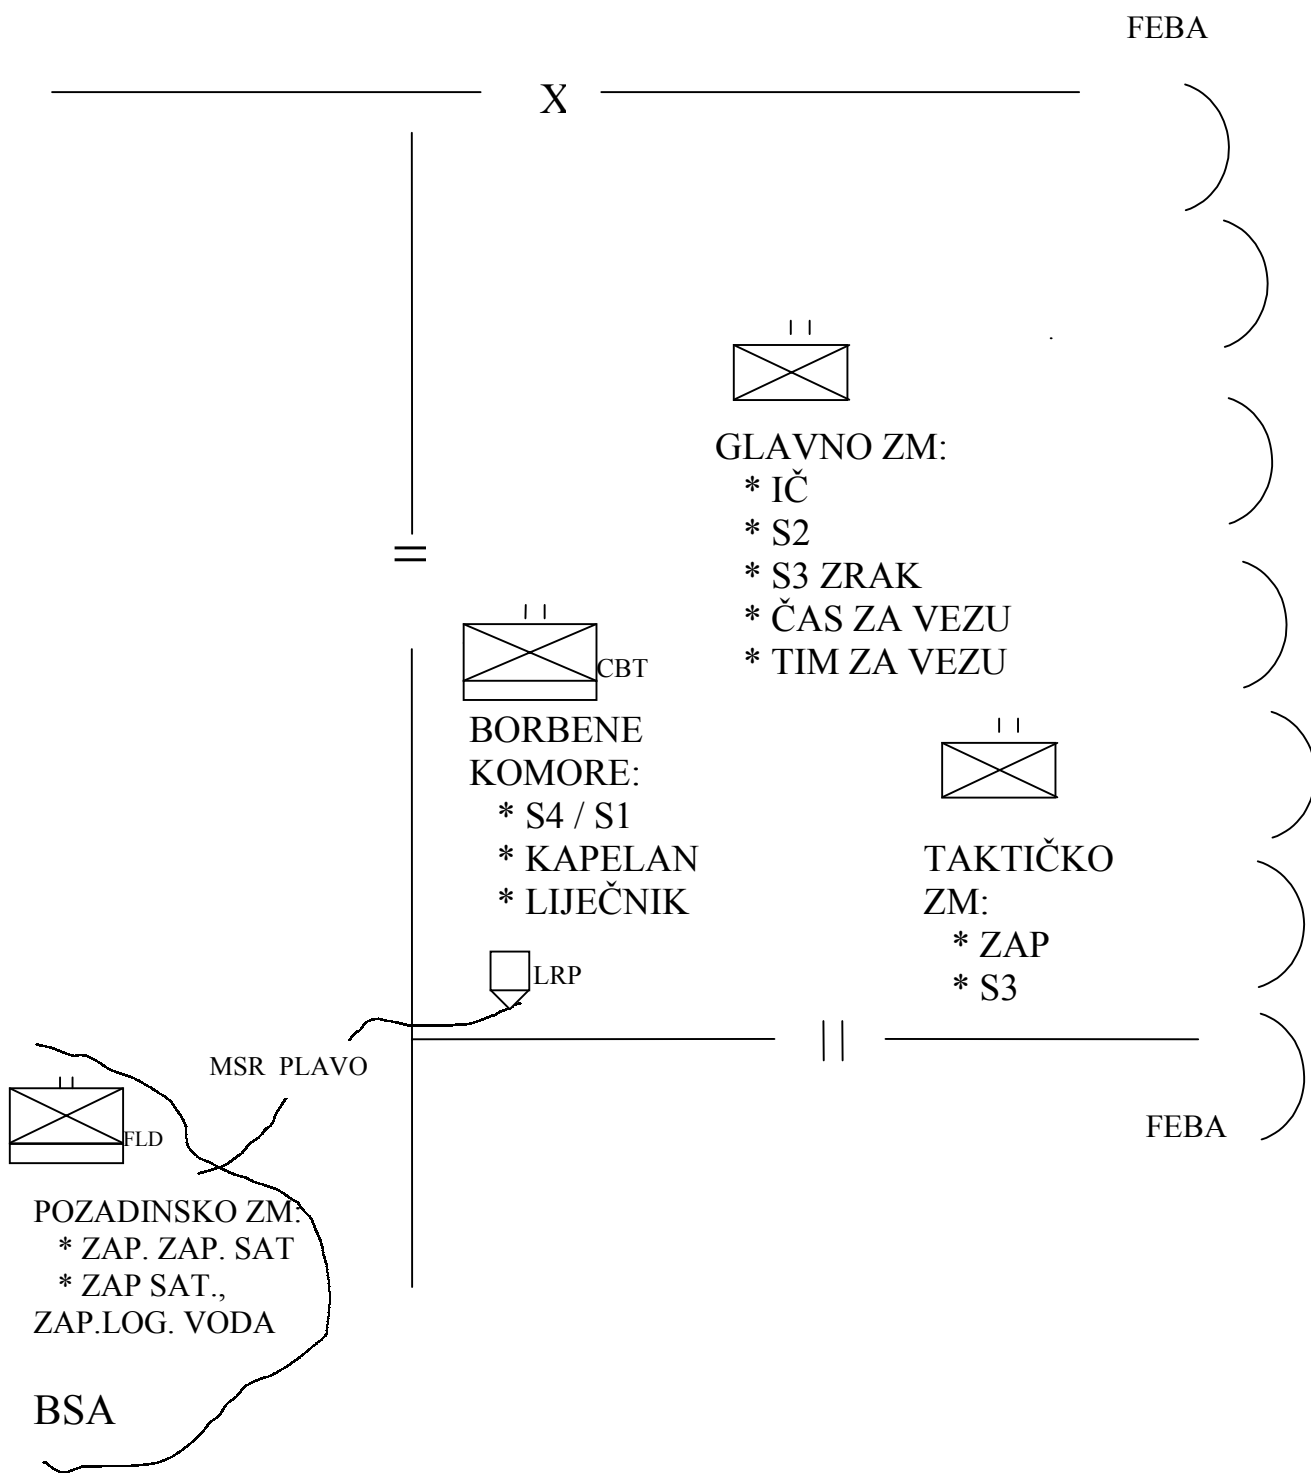 FEBA
X
GLAVNO ZM:
* IČ
* S2
* S3 ZRAK
* ČAS ZA VEZU
* TIM ZA VEZU
CBT
BORBENE
KOMORE:
* S4 / S1
* KAPELAN
* LIJEČNIK
TAKTIČKO
ZM:
* ZAP
* S3
LRP
MSR PLAVO
FEBA
FLD
POZADINSKO ZM:
* ZAP. ZAP. SAT
* ZAP SAT.,
ZAP.LOG. VODA
BSA